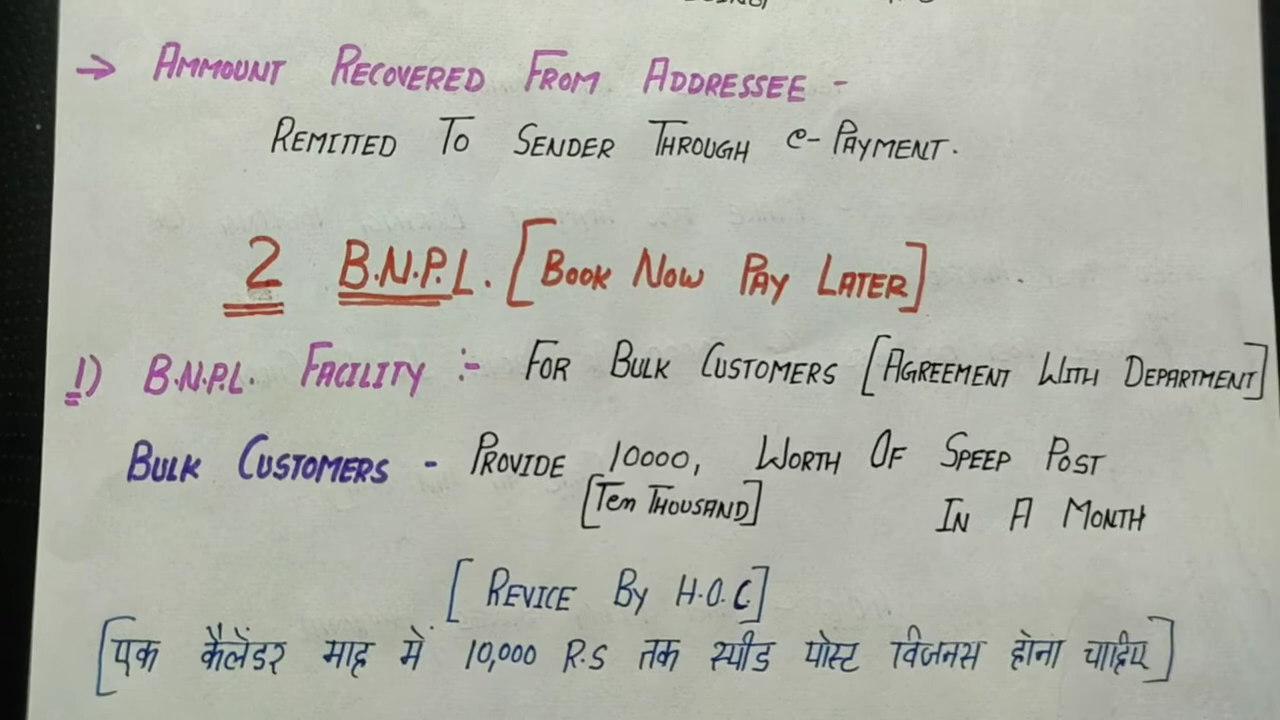 → AMMOUNT RECOVERED FROM ADDRESSEE -
REMITTED TO SENDER THROUGH e-PAYMENT.
2 B.N.P.L. [BOOK NOW PAY LATER]
1) B.N.P.L. FACILITY :- FOR BULK CUSTOMERS [AGREEMENT WITH DEPARTMENT]
BULK CUSTOMERS - PROVIDE 10000, WORTH OF SPEEP POST
[Ten THOUSAND] IN A MONTH
[REVICE BY H.O.C]
[एक कैलेंडर माह में 10,000 R.S तक स्पीड पोस्ट विजनस होना चाहिए]